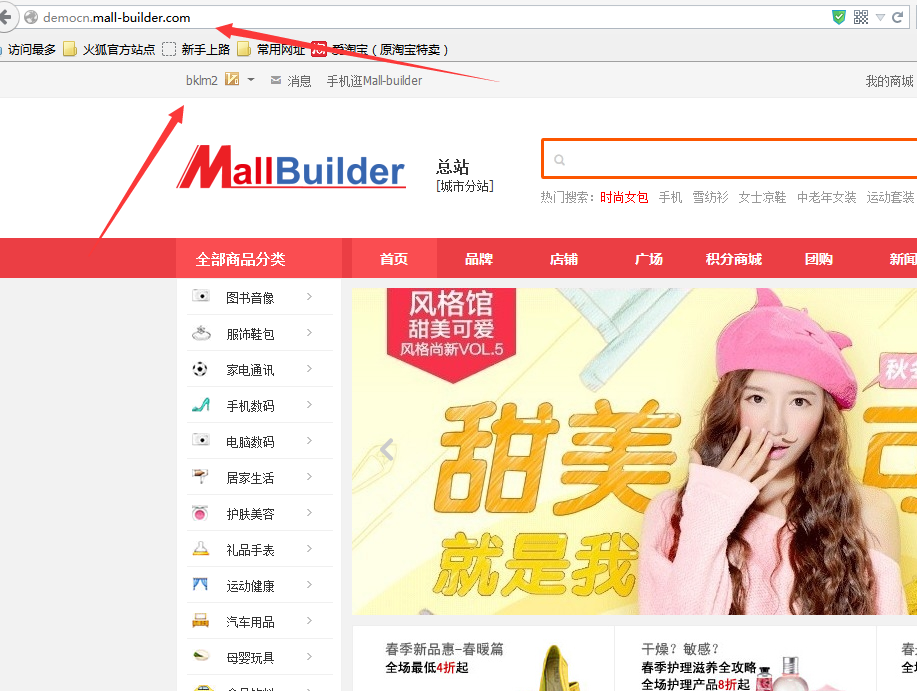 democn.mall-builder.com
访问最多 火狐官方站点 新手上路 常用网址 爱淘宝 ( 原淘宝特卖 )
bklm2 消息 手机逛Mall-builder 我的商城
MallBuilder
总站
[城市分站]
热门搜索: 时尚女包 手机 雪纺衫 女士凉鞋 中老年女装 运动套装
全部商品分类 首页 品牌 店铺 广场 积分商城 团购 新闻
图书音像
服饰鞋包
家电通讯
手机数码
电脑数码
居家生活
护肤美容
礼品手表
运动健康
汽车用品
母婴玩具
风格馆
甜美可爱
风格尚新VOL.5
秋冬
甜美
就是我
春季新品惠-春暖篇
全场最低4折起
干燥? 敏感?
春季护理滋养全攻略
全场护理产品8折起